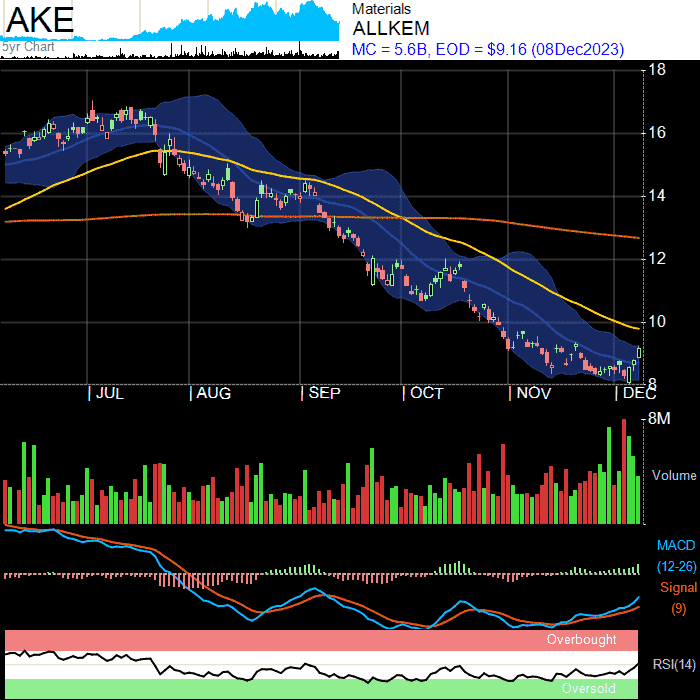 AKE
5yr Chart
Materials
ALLKEM
MC = 5.6B, EOD = $9.16 (08Dec2023)
18
16
14
12
10
8
| JUL | AUG | SEP | OCT | NOV | DEC
8M
Volume
MACD
(12-26)
Signal
(9)
Overbought
RSI(14)
Oversold